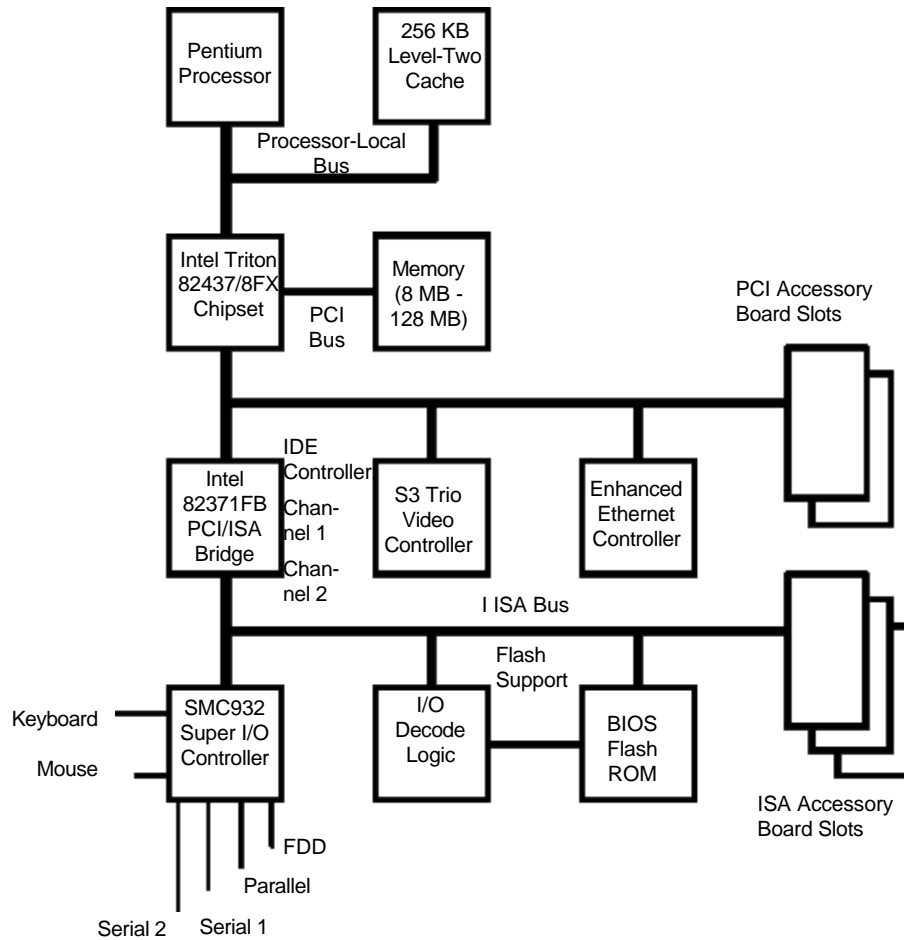 Pentium
Processor
256 KB
Level-Two
Cache
Processor-Local
Bus
Intel Triton
82437/8FX
Chipset
PCI
Bus
Memory
(8 MB -
128 MB)
PCI Accessory
Board Slots
Intel
82371FB
PCI/ISA
Bridge
IDE
Controller
Chan-
nel 1
Chan-
nel 2
S3 Trio
Video
Controller
Enhanced
Ethernet
Controller
I ISA Bus
Flash
Support
Keyboard
Mouse
SMC932
Super I/O
Controller
I/O
Decode
Logic
BIOS
Flash
ROM
ISA Accessory
Board Slots
FDD
Parallel
Serial 2
Serial 1